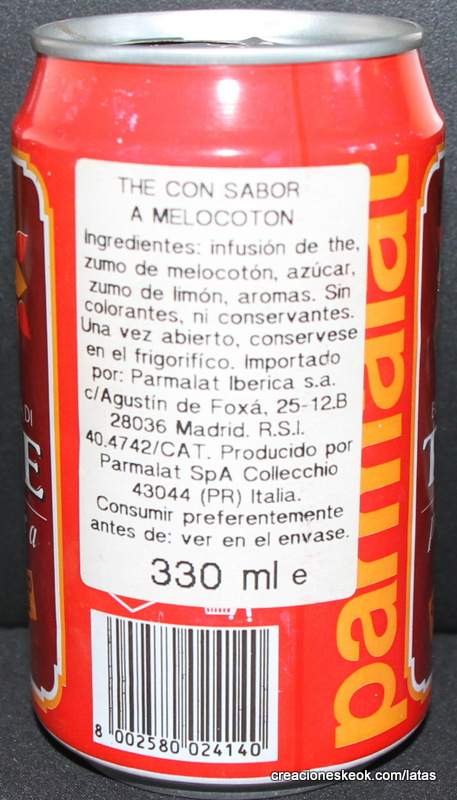 THE CON SABOR
A MELOCOTON
Ingredientes: infusión de the,
zumo de melocotón, azúcar,
zumo de limón, aromas. Sin
colorantes, ni conservantes.
Una vez abierto, conservese
en el frigorifíco. Importado
por: Parmalat Iberica s.a.
c/Agustín de Foxá, 25-12.B
28036 Madrid. R.S.I.
40.4742/CAT. Producido por
Parmalat SpA Collecchio
43044 (PR) Italia.
Consumir preferentemente
antes de: ver en el envase.
330 ml e
parmalat
DI
E
a
T
8 002580 024140
creacioneskeok.com/latas